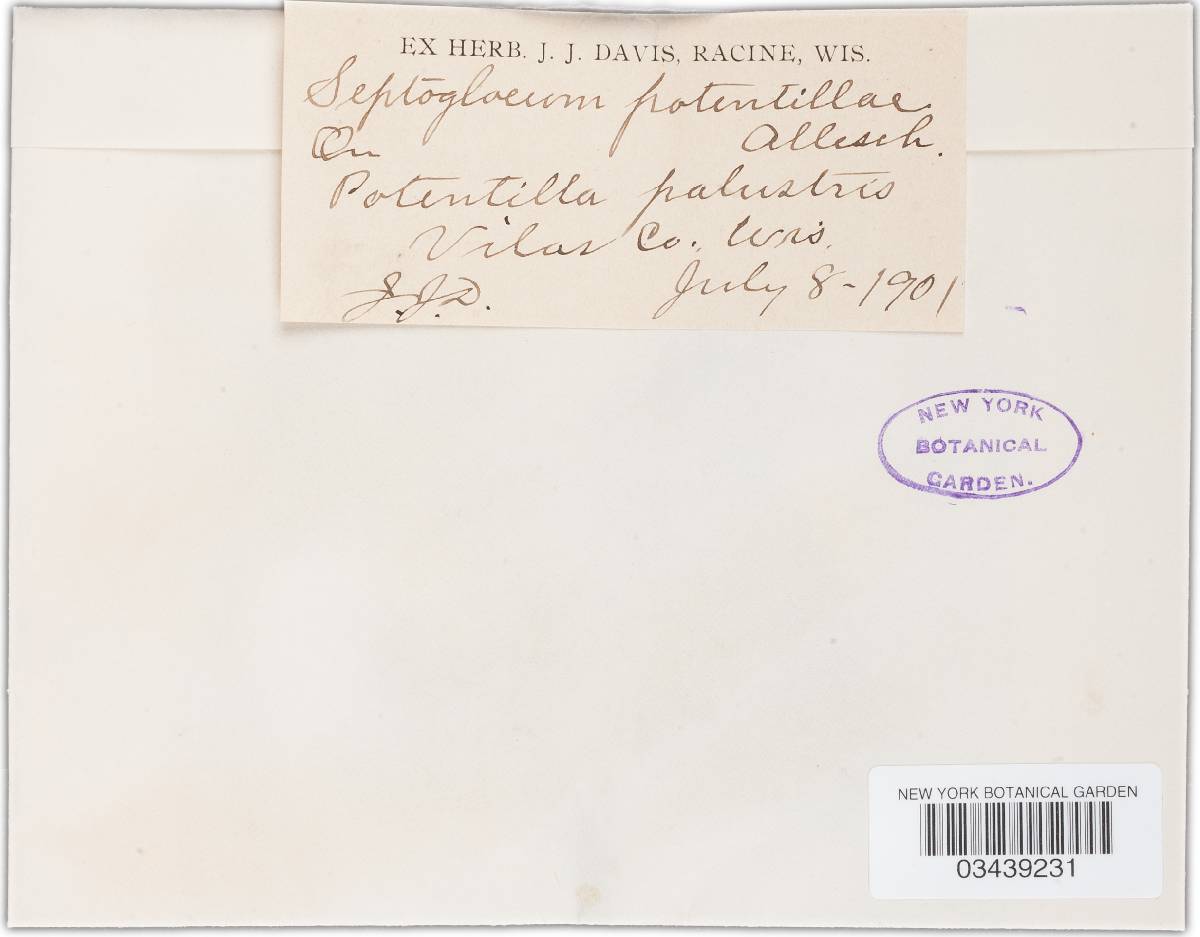 EX HERB. J. J. DAVIS, RACINE, WIS.
Septogloeum potentillae
On Allesch.
Potentilla palustris
Vilas Co. Wis.
J.J.D. July 8-1901
NEW YORK
BOTANICAL
GARDEN.
NEW YORK BOTANICAL GARDEN
03439231